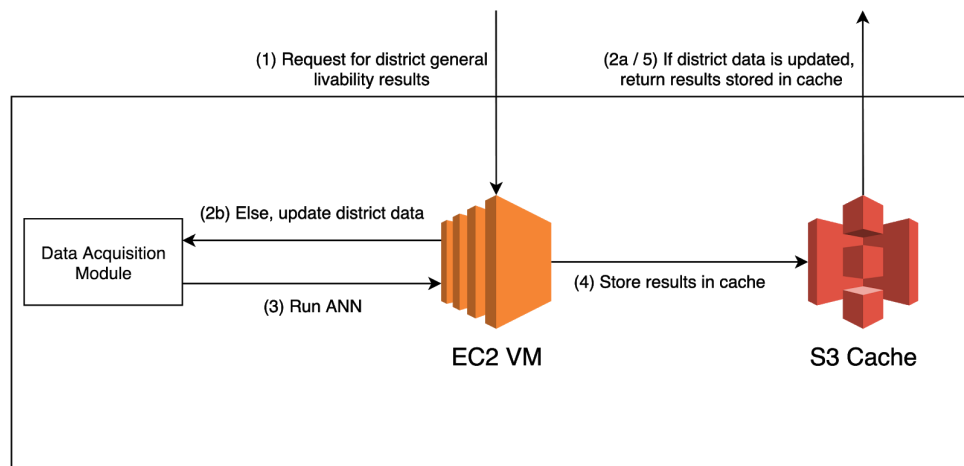 (1) Request for district general
livability results
(2a / 5) If district data is updated,
return results stored in cache
(2b) Else, update district data
Data Acquisition
Module
(3) Run ANN
(4) Store results in cache
EC2 VM
S3 Cache